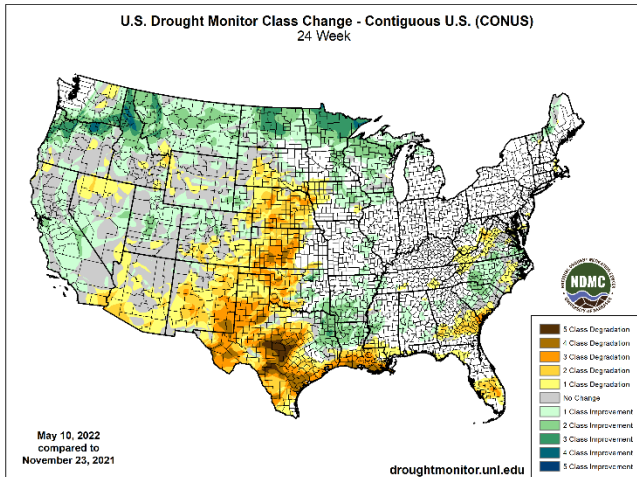 U.S. Drought Monitor Class Change - Contiguous U.S. (CONUS)
24 Week
NDMC
5 Class Degradation
4 Class Degradation
3 Class Degradation
2 Class Degradation
1 Class Degradation
No Change
1 Class Improvement
2 Class Improvement
3 Class Improvement
4 Class Improvement
5 Class Improvement
May 10, 2022
compared to
November 23, 2021
droughtmonitor.unl.edu